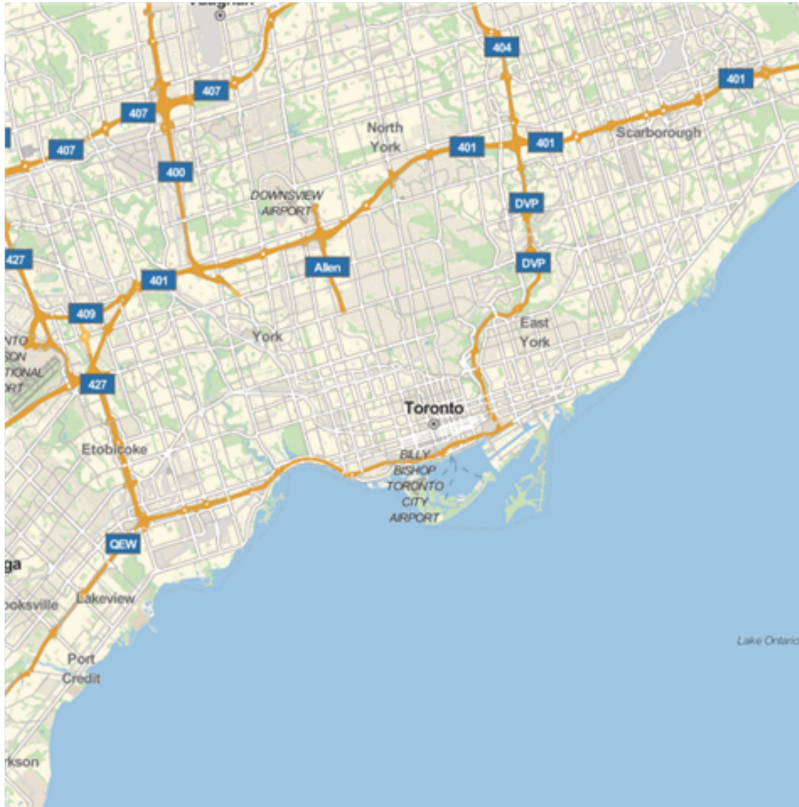 404
401
407
407
North
York
401
401
Scarborough
407
400
DOWNSVIEW
AIRPORT
DVP
427
Allen
DVP
401
409
East
York
York
427
Toronto
Etobicoke
BILLY
BISHOP
TORONTO
CITY
AIRPORT
QEW
Lakeview
Lake Ontario
Port
Credit